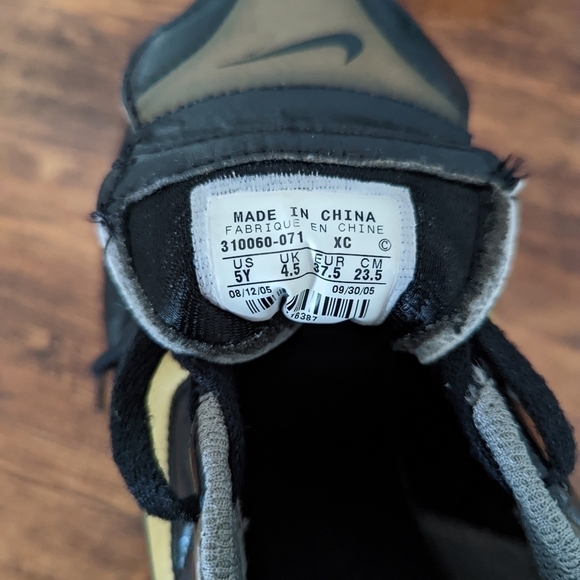 MADE IN CHINA
FABRIQUE EN CHINE
310060-071 XC ©
US UK EUR CM
5Y 4.5 37.5 23.5
08/12/05 09/30/05